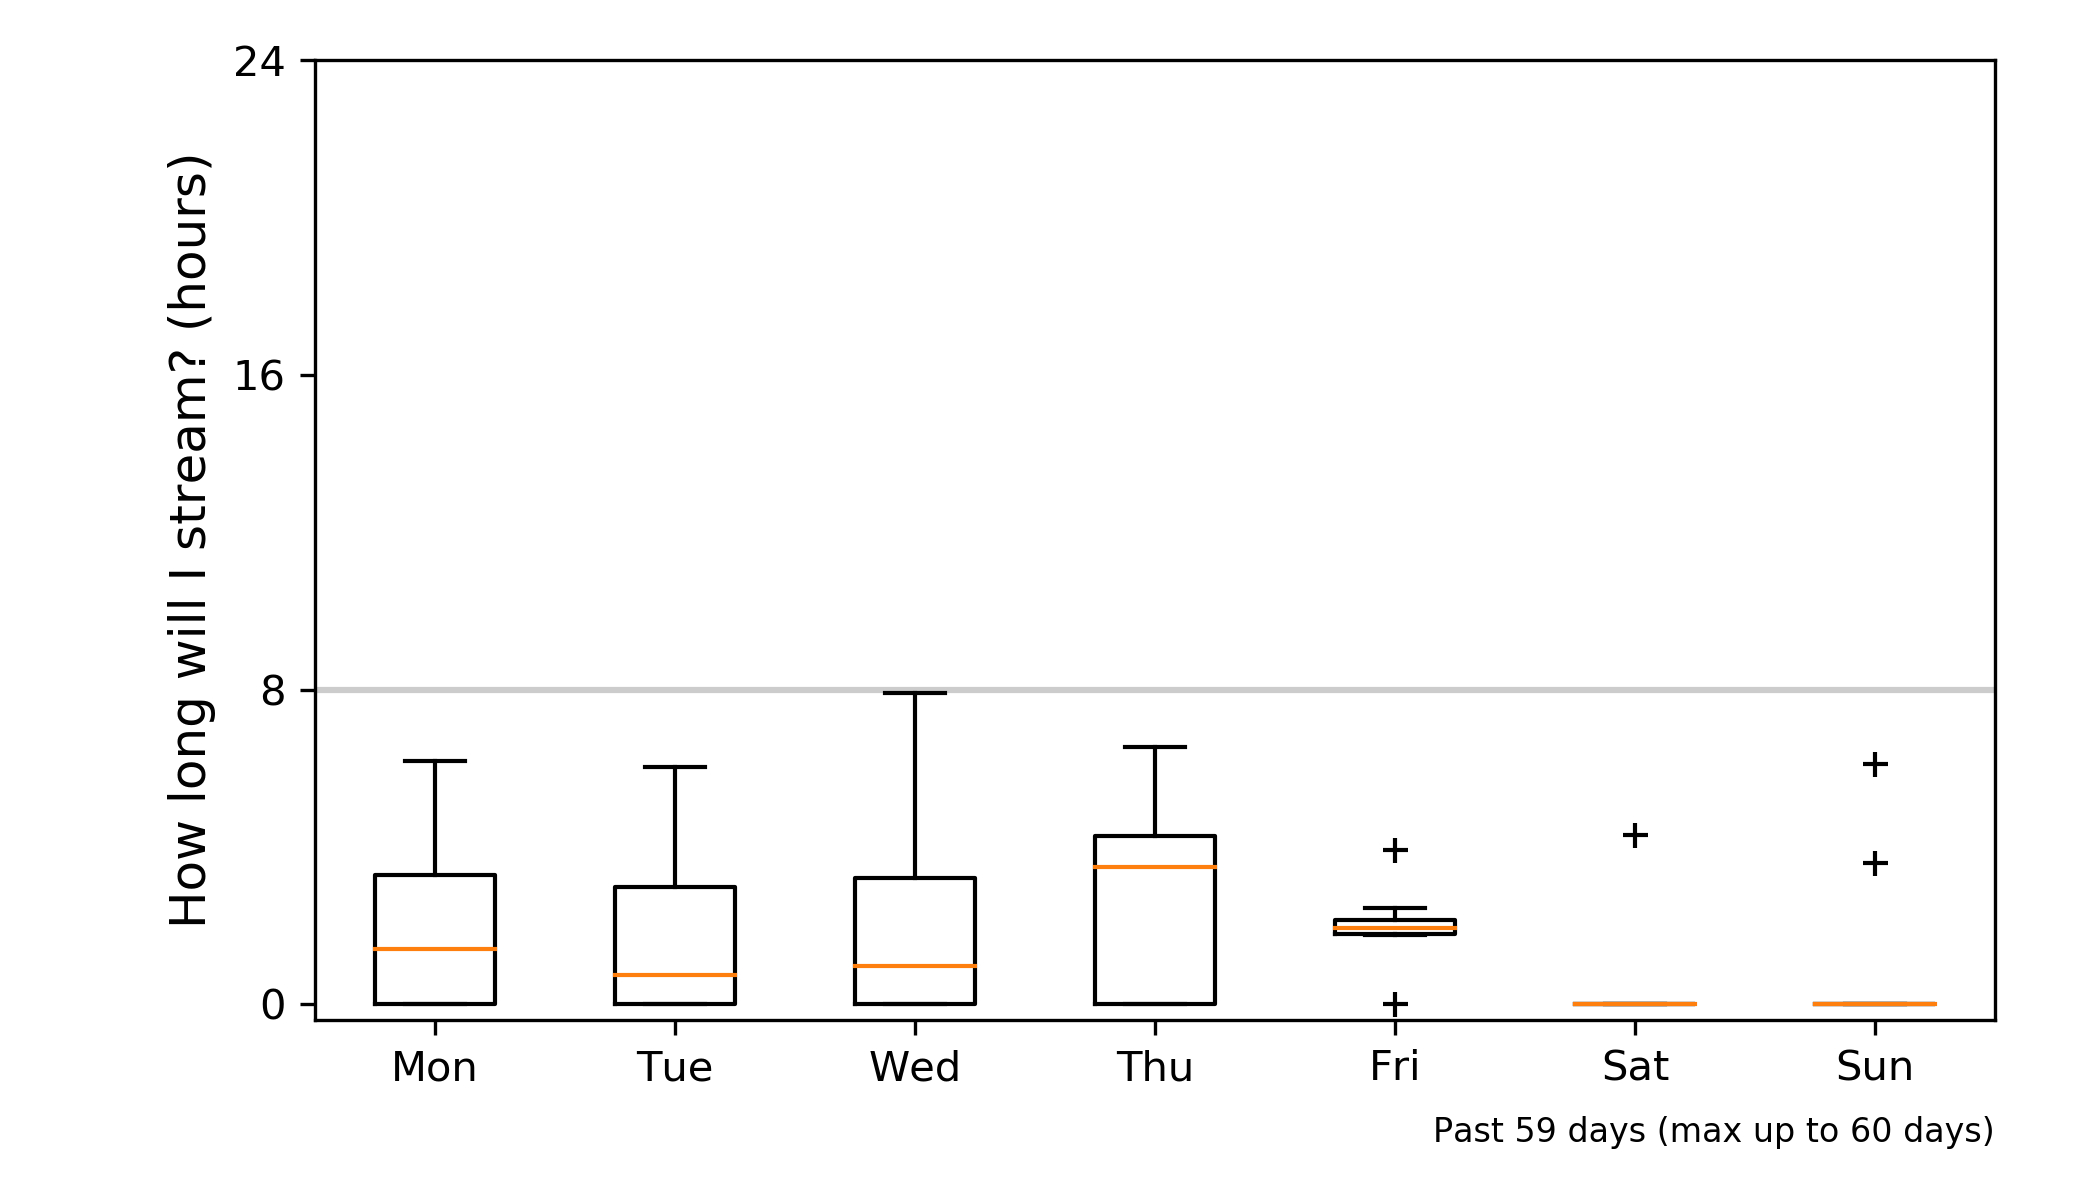 How long will I stream? (hours)
24
16
8
0
Mon Tue Wed Thu Fri Sat Sun
Past 59 days (max up to 60 days)